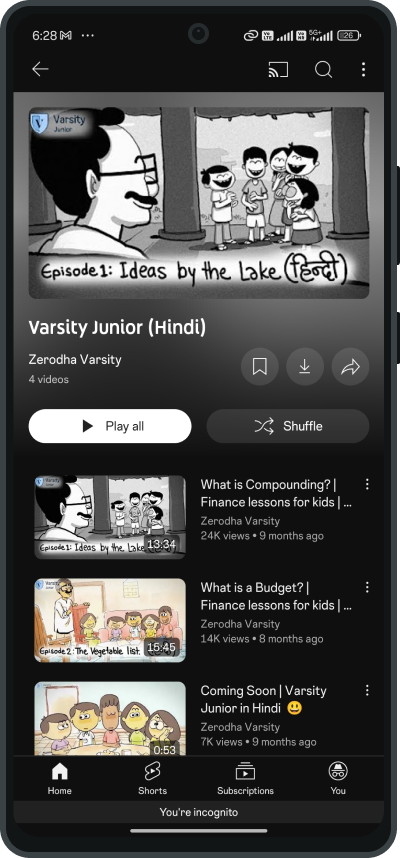 6:28
5G+
26
Varsity
Junior
Episode 1: Ideas by the Lake (हिन्दी)
Varsity Junior (Hindi)
Zerodha Varsity
4 videos
Play all
Shuffle
What is Compounding? |
Finance lessons for kids | ...
Zerodha Varsity
24K views • 9 months ago
Episode 1: Ideas by the Lake
13:34
What is a Budget? |
Finance lessons for kids | ...
Zerodha Varsity
14K views • 8 months ago
Episode 2: The Vegetable list
15:45
Coming Soon | Varsity
Junior in Hindi 😃
Zerodha Varsity
7K views • 9 months ago
0:53
Home
Shorts
Subscriptions
You
You're incognito